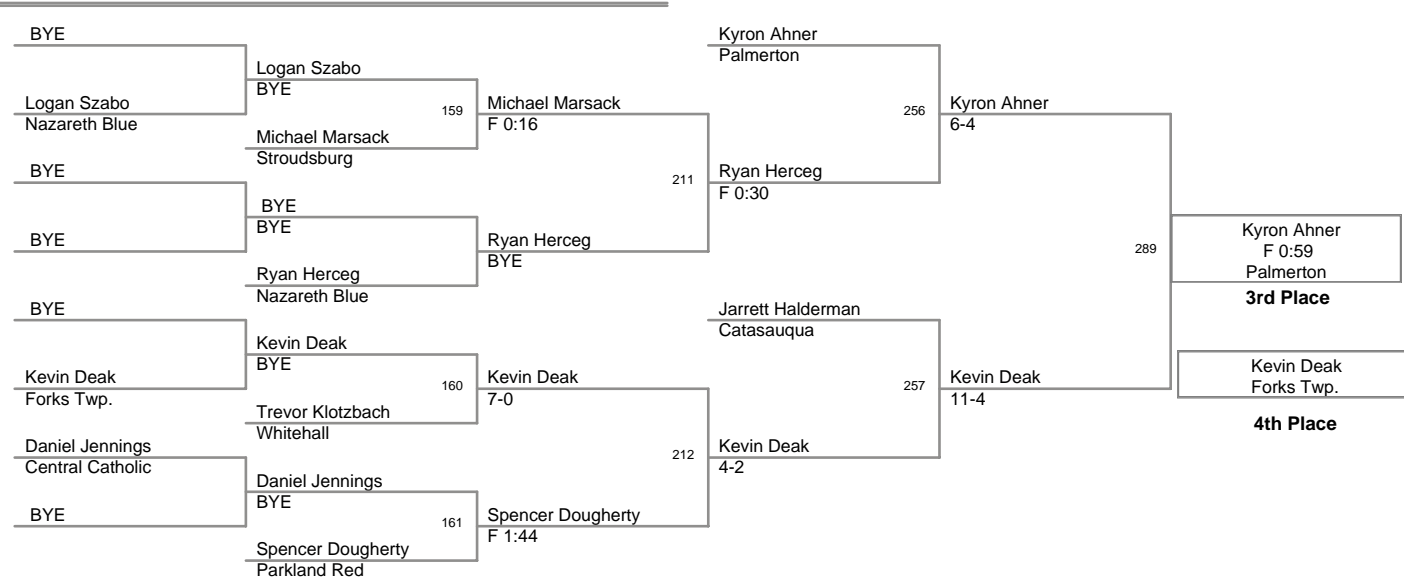 BYE
Logan Szabo
Nazareth Blue
BYE
BYE
BYE
Kevin Deak
Forks Twp.
Daniel Jennings
Central Catholic
BYE
Logan Szabo
BYE
159
Michael Marsack
Stroudsburg
BYE
BYE
Ryan Herceg
Nazareth Blue
Kevin Deak
BYE
160
Trevor Klotzbach
Whitehall
Daniel Jennings
BYE
161
Spencer Dougherty
Parkland Red
Michael Marsack
F 0:16
211
Ryan Herceg
BYE
Kevin Deak
7-0
212
Spencer Dougherty
F 1:44
Kyron Ahner
Palmerton
256
Ryan Herceg
F 0:30
Jarrett Halderman
Catasauqua
257
Kevin Deak
4-2
Kyron Ahner
6-4
289
Kevin Deak
11-4
Kyron Ahner
F 0:59
Palmerton
3rd Place
Kevin Deak
Forks Twp.
4th Place